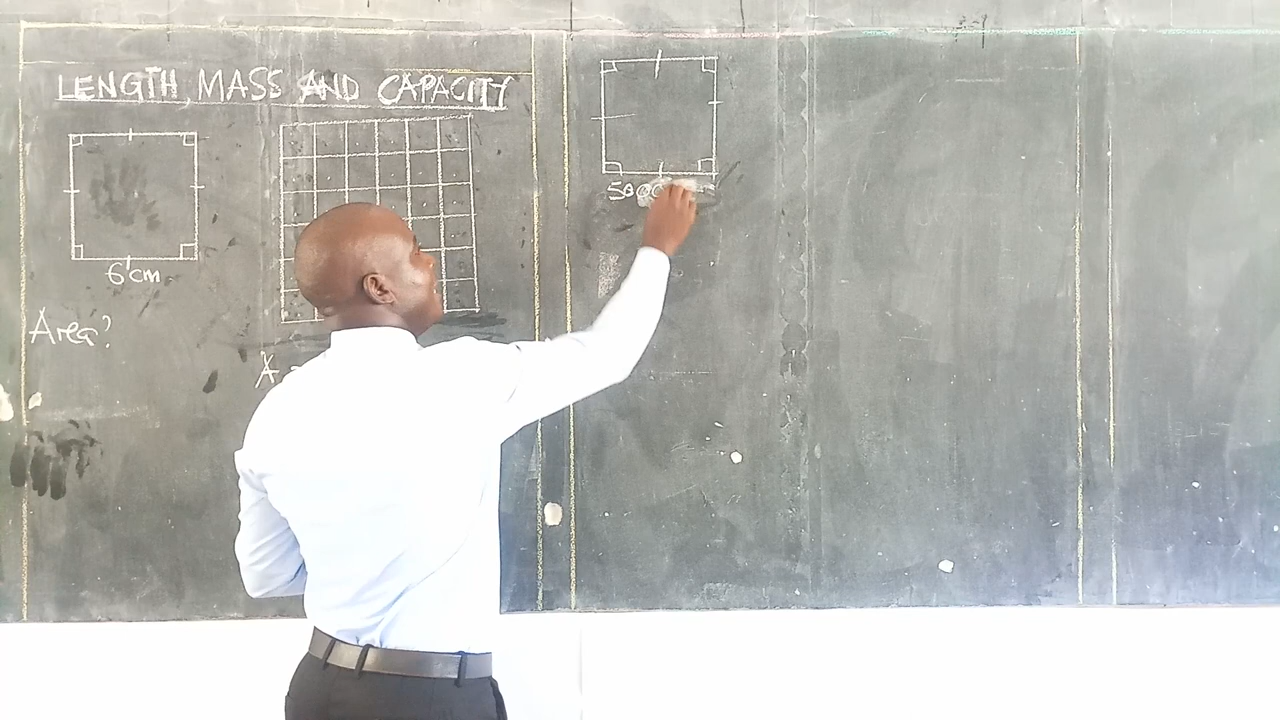 LENGTH, MASS AND CAPACITY
6cm
Area?
A =